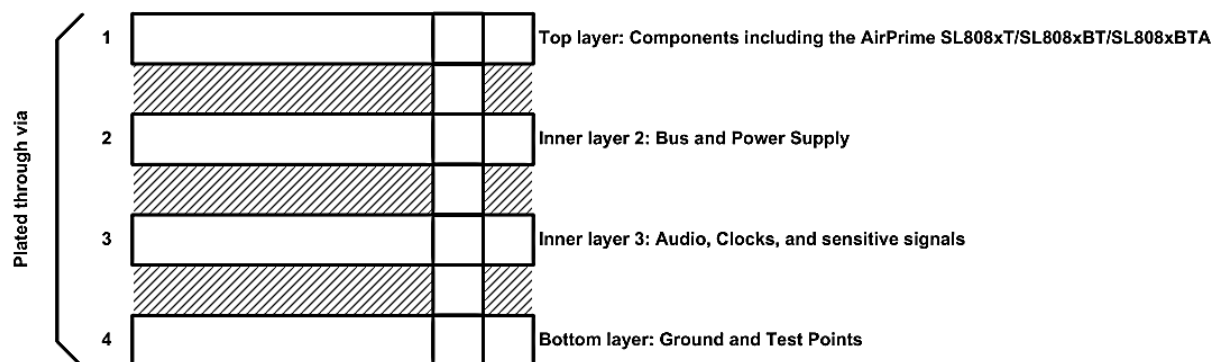 Plated through via
1 Top layer: Components including the AirPrime SL808xT/SL808xBT/SL808xBTA
2 Inner layer 2: Bus and Power Supply
3 Inner layer 3: Audio, Clocks, and sensitive signals
4 Bottom layer: Ground and Test Points